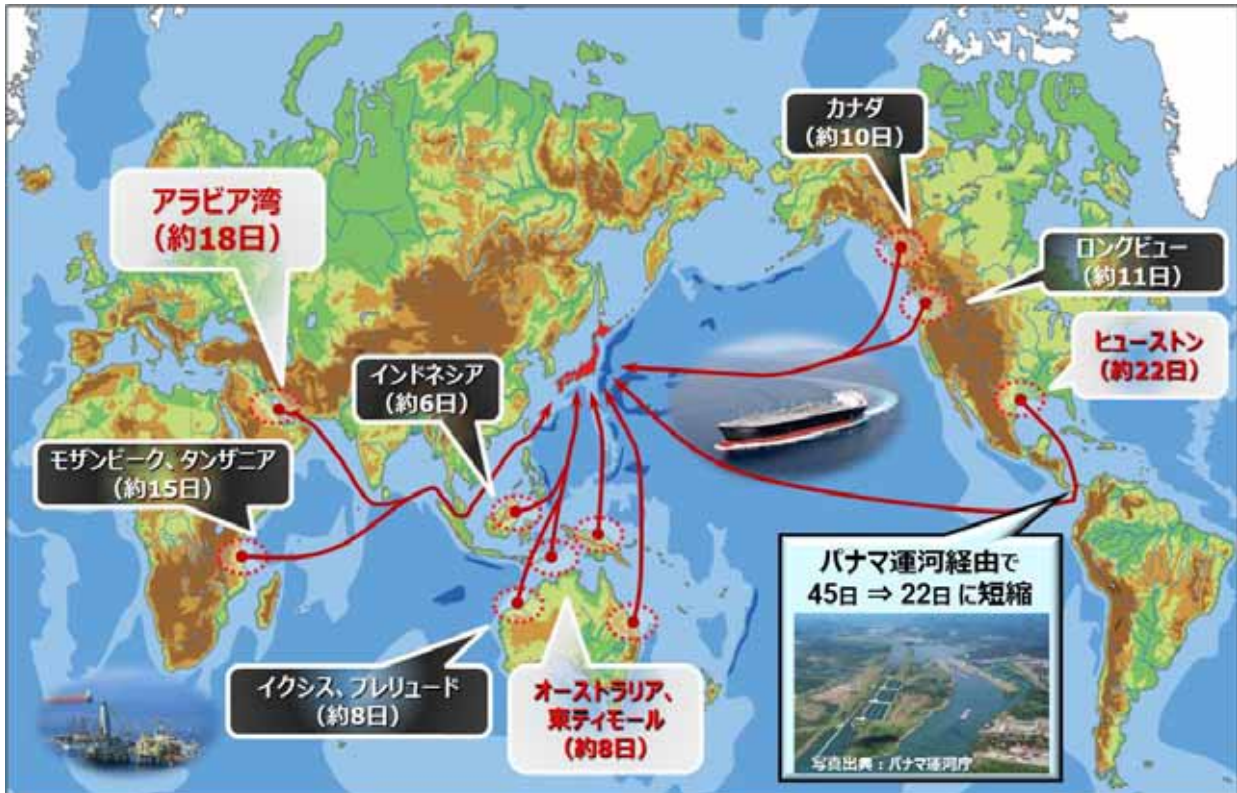 カナダ
（約10日）
アラビア湾
（約18日）
ロングビュー
（約11日）
ヒューストン
（約22日）
インドネシア
（約6日）
モザンビーク、タンザニア
（約15日）
パナマ運河経由で
45日 ⇒ 22日 に短縮
イクシス、プレリュード
（約8日）
オーストラリア、
東ティモール
（約8日）
写真出典：パナマ運河庁